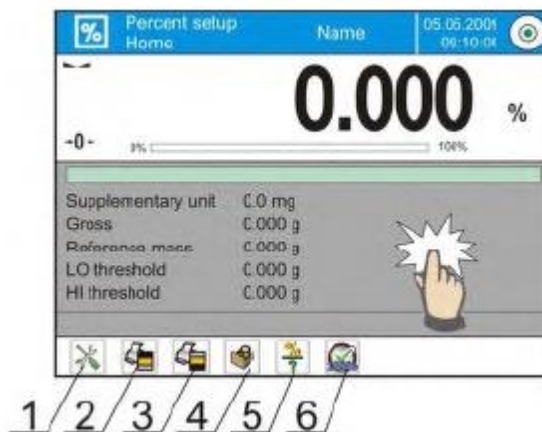 Percent setup
Home
Name
05.05.2001
0.000 %
→0← 0% 100%
Supplementary unit 0.0 mg
Gross 0.000 g
Reference mass 0.000 g
LO threshold 0.000 g
HI threshold 0.000 g
1 2 3 4 5 6